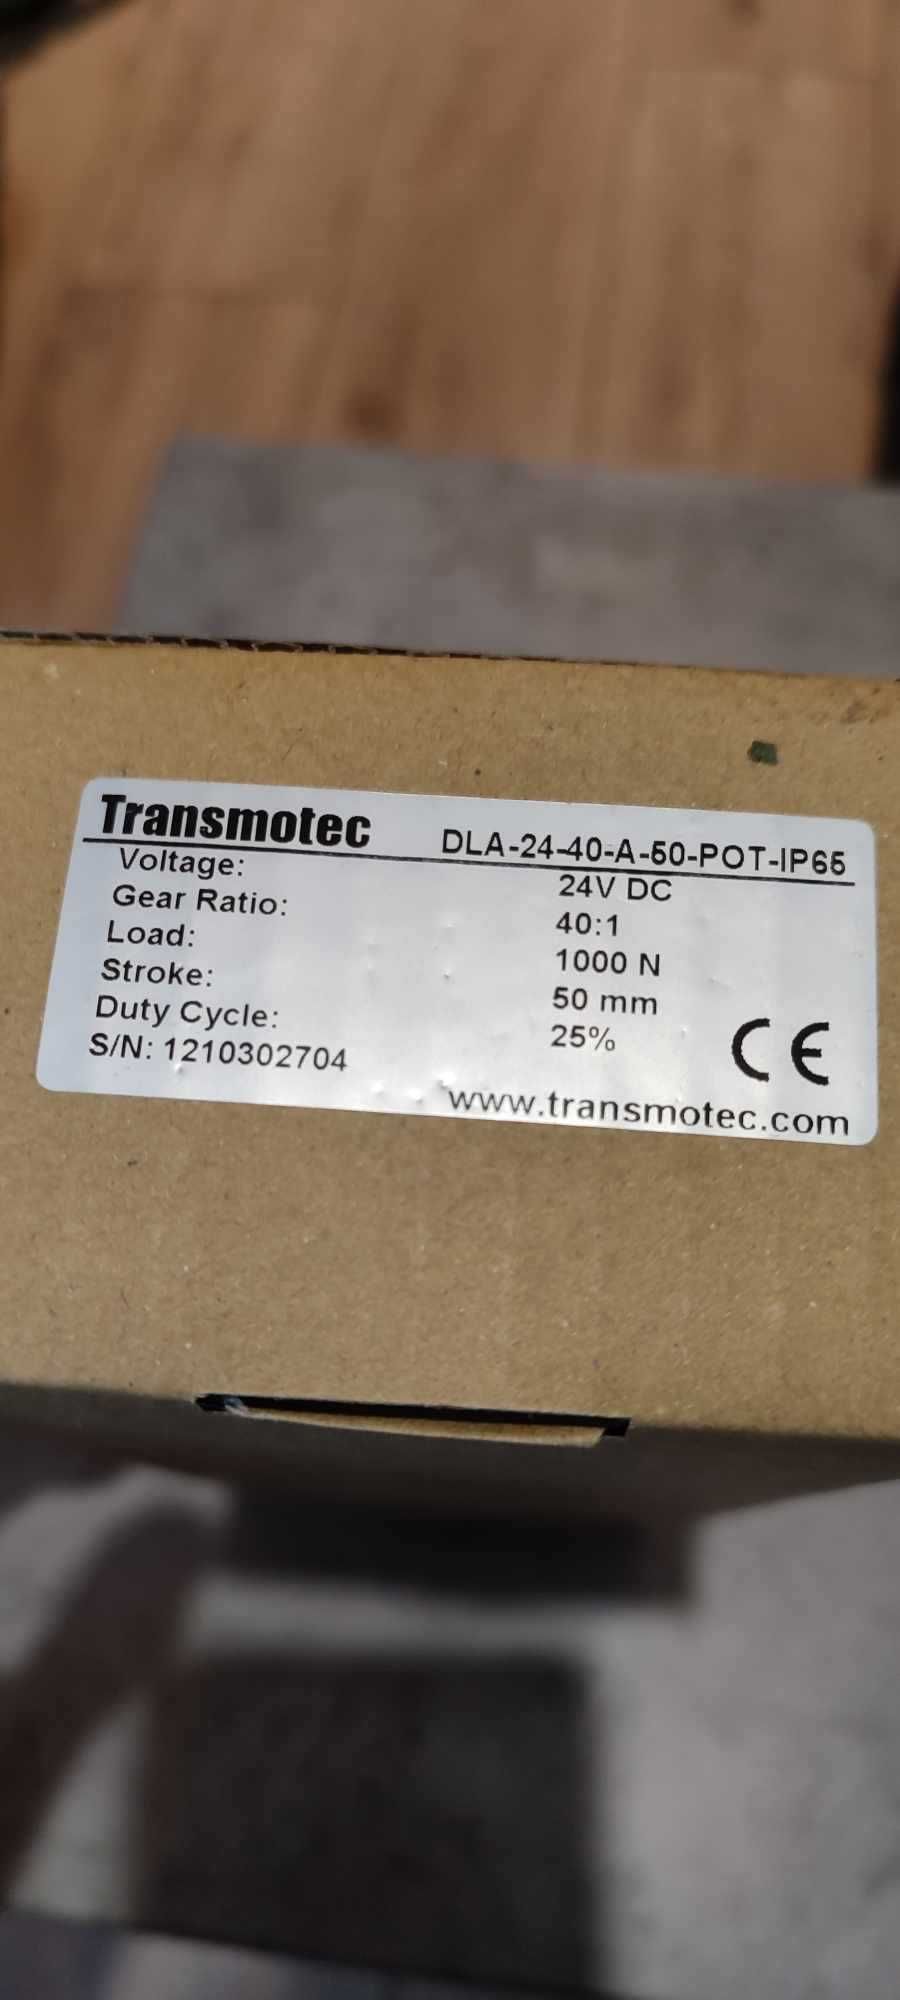 Transmotec DLA-24-40-A-50-POT-IP65
Voltage: 24V DC
Gear Ratio: 40:1
Load: 1000 N
Stroke: 50 mm
Duty Cycle: 25%
S/N: 1210302704
CE
www.transmotec.com